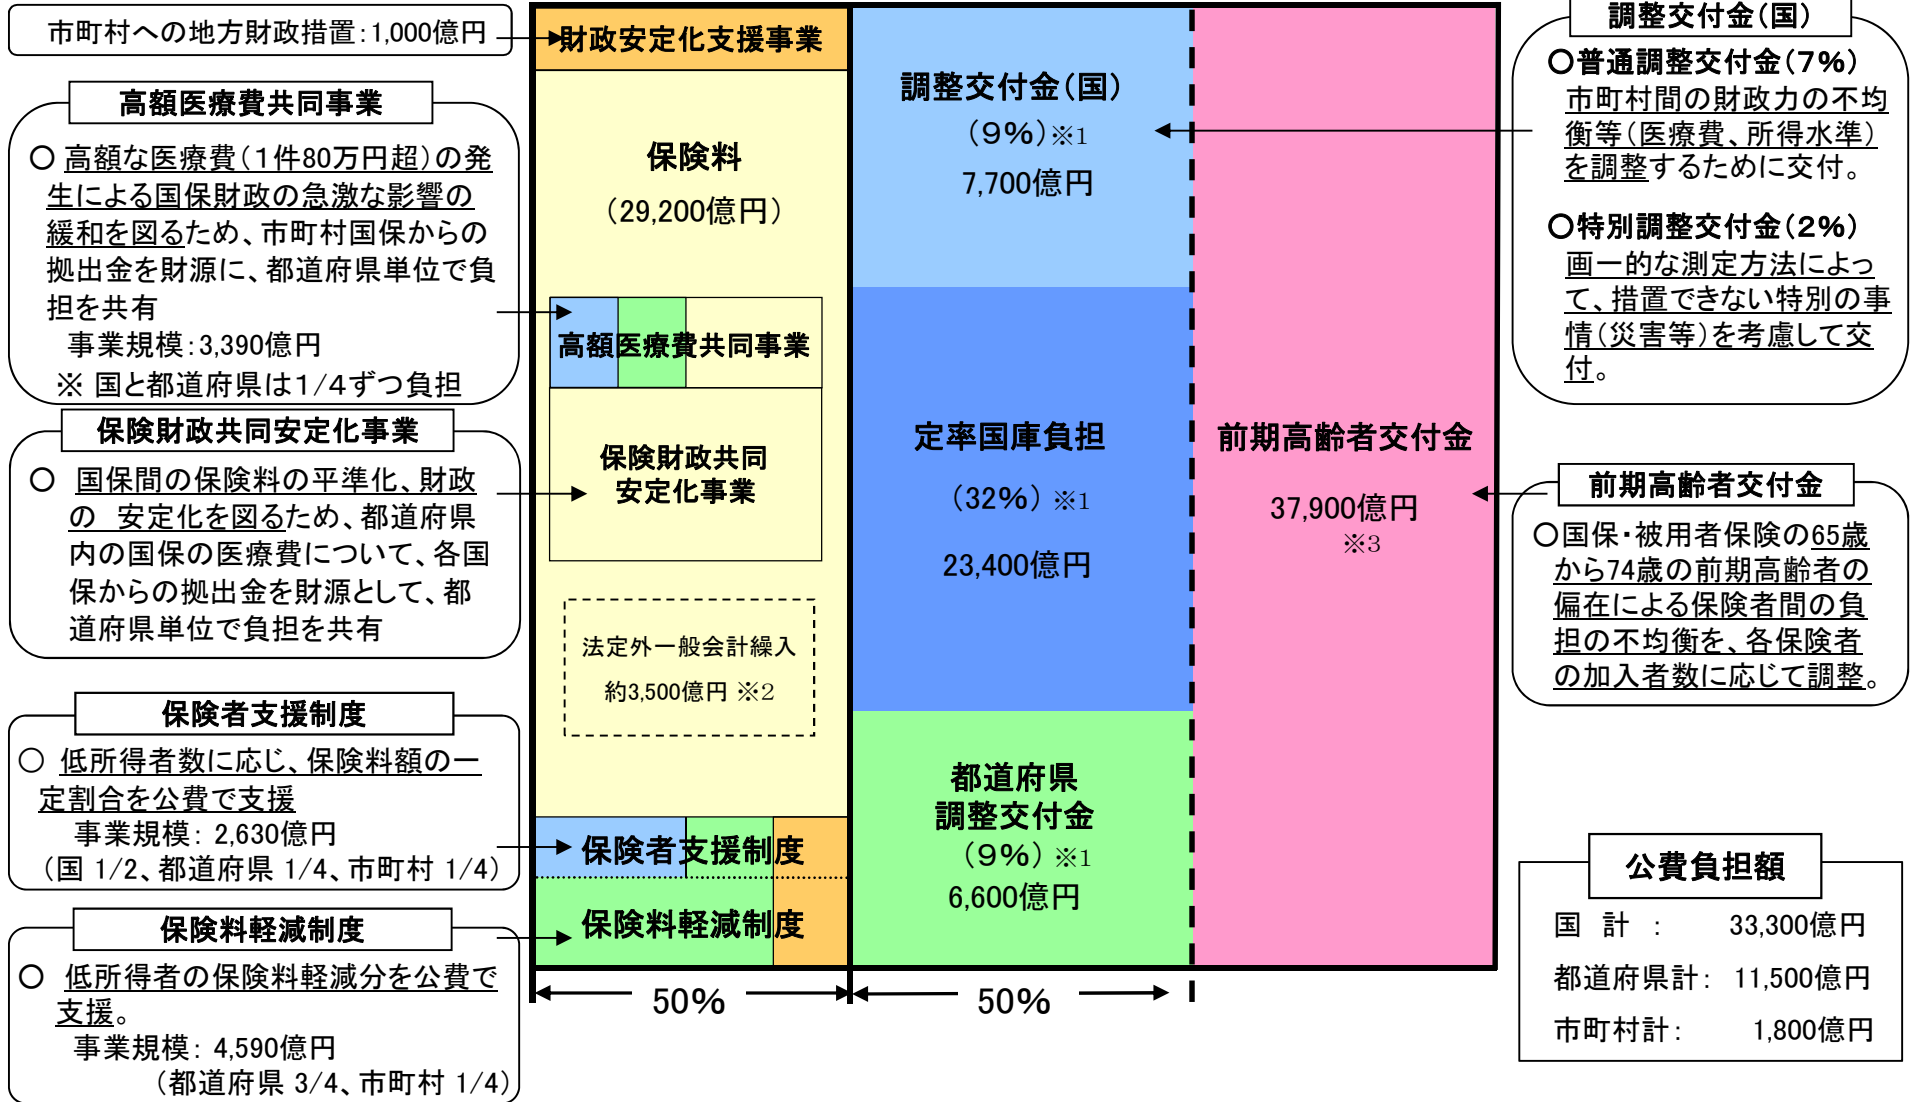 市町村への地方財政措置:1,000億円
高額医療費共同事業
○ 高額な医療費(1件80万円超)の発
生による国保財政の急激な影響の
緩和を図るため、市町村国保からの
拠出金を財源に、都道府県単位で負
担を共有
事業規模:3,390億円
※ 国と都道府県は1/4ずつ負担
保険財政共同安定化事業
○ 国保間の保険料の平準化、財政
の 安定化を図るため、都道府県
内の国保の医療費について、各国
保からの拠出金を財源として、都
道府県単位で負担を共有
保険者支援制度
○ 低所得者数に応じ、保険料額の一
定割合を公費で支援
事業規模: 2,630億円
(国 1/2、都道府県 1/4、市町村 1/4)
保険料軽減制度
○ 低所得者の保険料軽減分を公費で
支援。
事業規模: 4,590億円
(都道府県 3/4、市町村 1/4)
財政安定化支援事業
保険料
(29,200億円)
高額医療費共同事業
保険財政共同
安定化事業
法定外一般会計繰入
約3,500億円 ※2
保険者支援制度
保険料軽減制度
50%
調整交付金(国)
(9%)※1
7,700億円
定率国庫負担
(32%) ※1
23,400億円
都道府県
調整交付金
(9%)※1
6,600億円
50%
前期高齢者交付金
37,900億円
※3
調整交付金(国)
○普通調整交付金(7%)
市町村間の財政力の不均
衡等(医療費、所得水準)
を調整するために交付。
○特別調整交付金(2%)
画一的な測定方法によっ
て、措置できない特別の事
情(災害等)を考慮して交
付。
前期高齢者交付金
○国保・被用者保険の65歳
から74歳の前期高齢者の
偏在による保険者間の負
担の不均衡を、各保険者
の加入者数に応じて調整。
公費負担額
国 計 : 33,300億円
都道府県計: 11,500億円
市町村計: 1,800億円